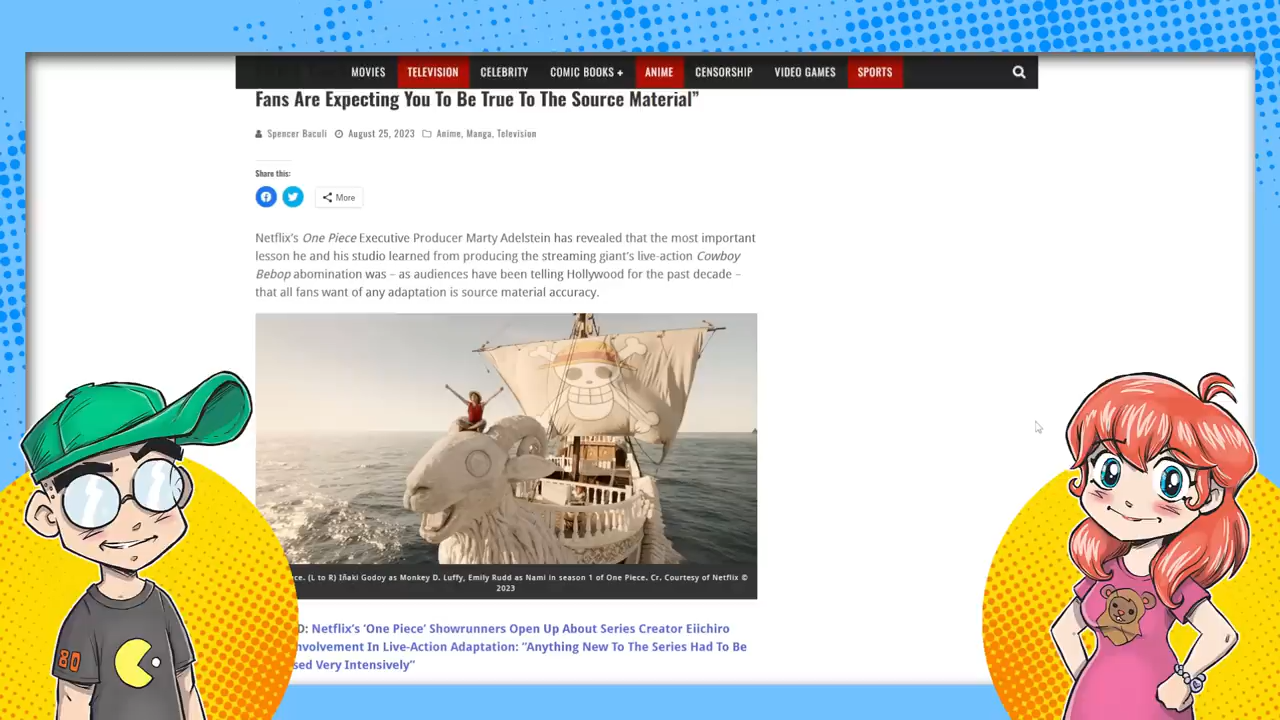 MOVIES TELEVISION CELEBRITY COMIC BOOKS + ANIME CENSORSHIP VIDEO GAMES SPORTS
Fans Are Expecting You To Be True To The Source Material”
Spencer Baculi August 25, 2023 Anime, Manga, Television
Share this:
More
Netflix’s One Piece Executive Producer Marty Adelstein has revealed that the most important
lesson he and his studio learned from producing the streaming giant’s live-action Cowboy
Bebop abomination was – as audiences have been telling Hollywood for the past decade –
that all fans want of any adaptation is source material accuracy.
(L to R) Iñaki Godoy as Monkey D. Luffy, Emily Rudd as Nami in season 1 of One Piece. Cr. Courtesy of Netflix ©
2023
Netflix’s ‘One Piece’ Showrunners Open Up About Series Creator Eiichiro
nvolvement In Live-Action Adaptation: “Anything New To The Series Had To Be
sed Very Intensively”
80